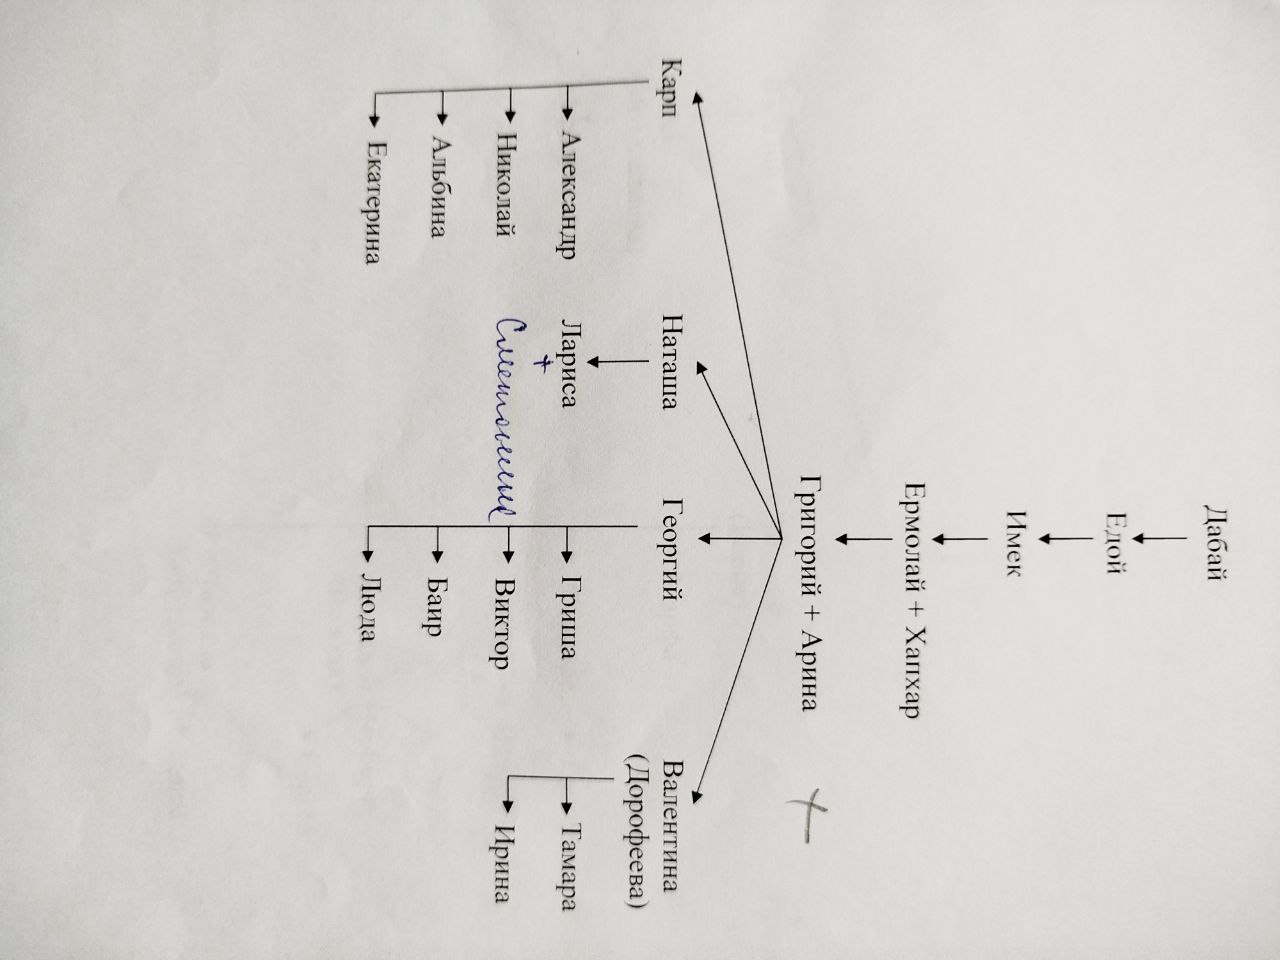 Дабай
Едой
Имек
Ермолай + Хапхар
Григорий + Арина
Карп
Наташа
Георгий
Валентина
(Дорофеева)
Александр
Николай
Альбина
Екатерина
Лариса
+
Гриша
Виктор
Баир
Люда
Тамара
Ирина